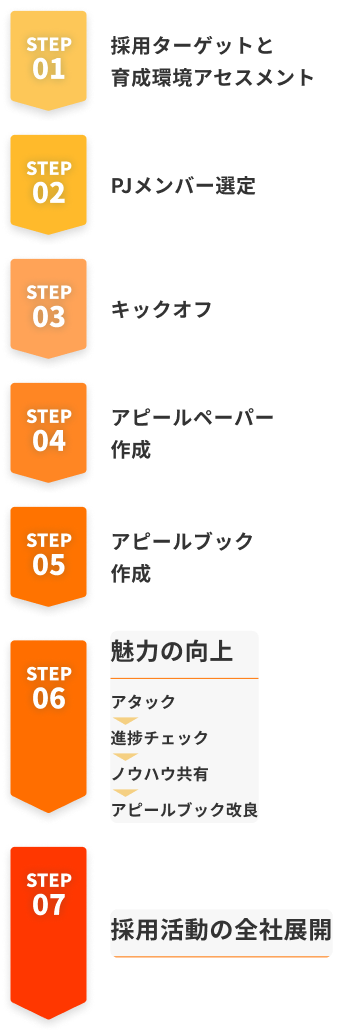 STEP
01
採用ターゲットと
育成環境アセスメント
STEP
02
PJメンバー選定
STEP
03
キックオフ
STEP
04
アピールペーパー
作成
STEP
05
アピールブック
作成
STEP
06
魅力の向上
アタック
進捗チェック
ノウハウ共有
アピールブック改良
STEP
07
採用活動の全社展開